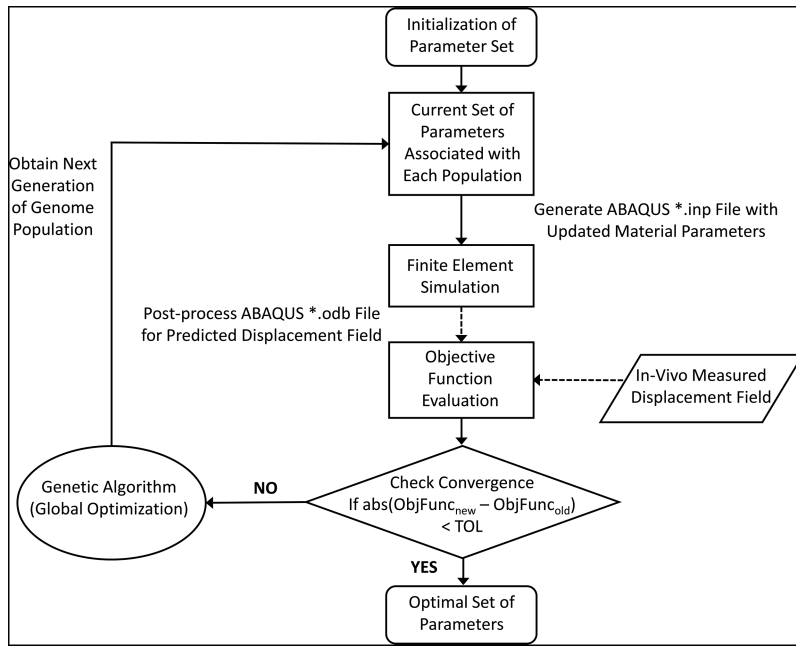 Initialization of
Parameter Set
Current Set of
Parameters
Associated with
Each Population
Obtain Next
Generation
of Genome
Population
Generate ABAQUS *.inp File with
Updated Material Parameters
Finite Element
Simulation
Post-process ABAQUS *.odb File
for Predicted Displacement Field
Objective
Function
Evaluation
In-Vivo Measured
Displacement Field
Check Convergence
If abs(ObjFuncnew – ObjFuncold)
< TOL
NO
Genetic Algorithm
(Global Optimization)
YES
Optimal Set of
Parameters